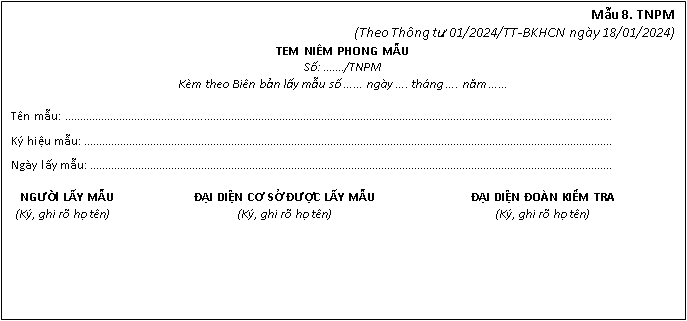 Mẫu 8. TNPM
(Theo Thông tư 01/2024/TT-BKHCN ngày 18/01/2024)
TEM NIÊM PHONG MẪU
Số: ......./TNPM
Kèm theo Biên bản lấy mẫu số ...... ngày .... tháng .... năm ......
Tên mẫu: ................................................................................
Ký hiệu mẫu: ................................................................................
Ngày lấy mẫu: ................................................................................
NGƯỜI LẤY MẪU ĐẠI DIỆN CƠ SỞ ĐƯỢC LẤY MẪU ĐẠI DIỆN ĐOÀN KIỂM TRA
(Ký, ghi rõ họ tên) (Ký, ghi rõ họ tên) (Ký, ghi rõ họ tên)